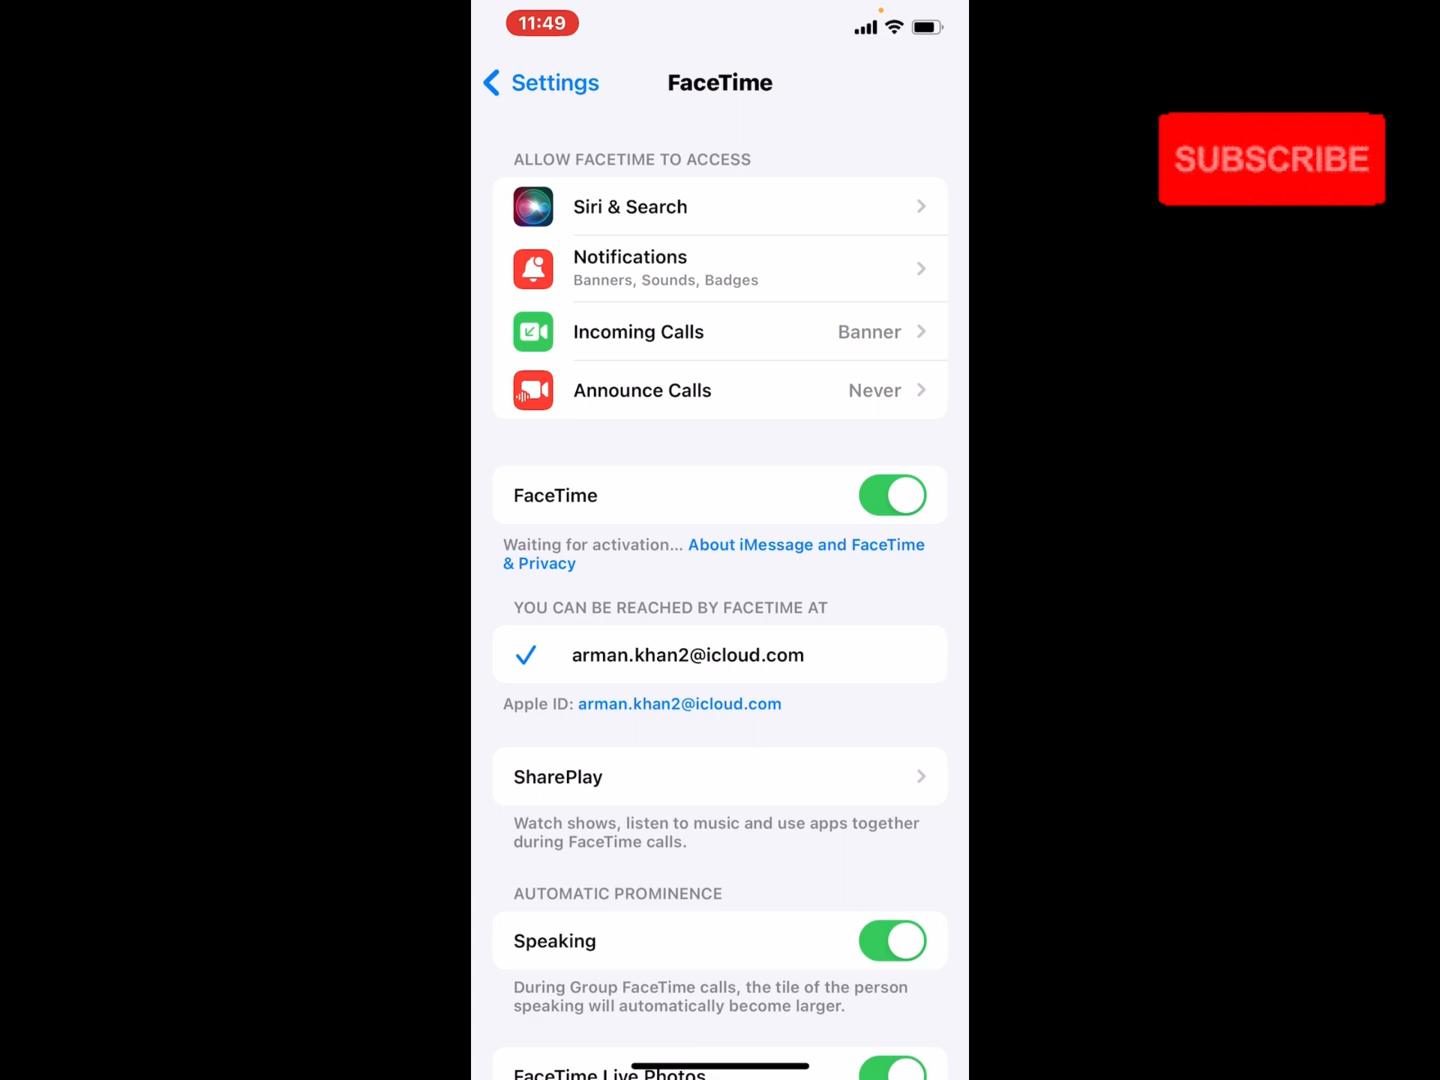 11:49
Settings
FaceTime
SUBSCRIBE
ALLOW FACETIME TO ACCESS
Siri & Search
Notifications
Banners, Sounds, Badges
Incoming Calls Banner
Announce Calls Never
FaceTime
Waiting for activation... About iMessage and FaceTime
& Privacy
YOU CAN BE REACHED BY FACETIME AT
arman.khan2@icloud.com
Apple ID: arman.khan2@icloud.com
SharePlay
Watch shows, listen to music and use apps together
during FaceTime calls.
AUTOMATIC PROMINENCE
Speaking
During Group FaceTime calls, the tile of the person
speaking will automatically become larger.
FaceTime Live Photos